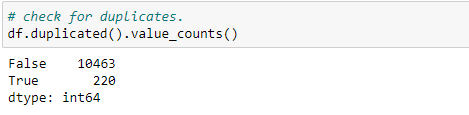 # check for duplicates.
df.duplicated().value_counts()
False    10463
True       220
dtype: int64